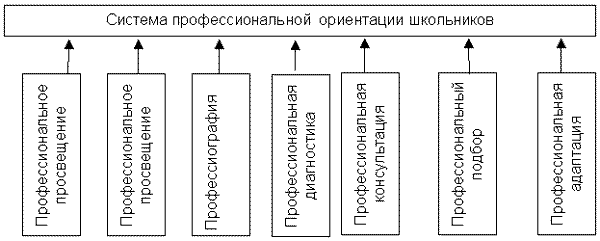 Система профессиональной ориентации школьников
Профессиональное
просвещение
Профессиональное
просвещение
Профессиография
Профессиональная
диагностика
Профессиональная
консультация
Профессиональный
подбор
Профессиональная
адаптация